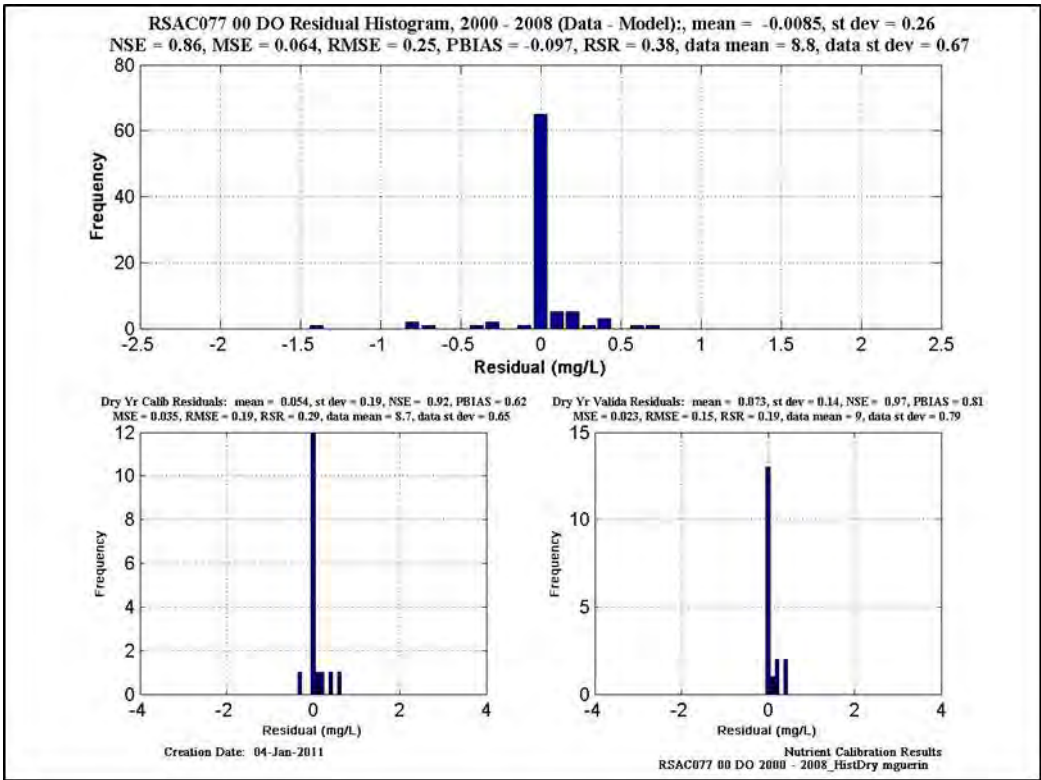 RSAC077 00 DO Residual Histogram, 2000 - 2008 (Data - Model):, mean = -0.0085, st dev = 0.26
NSE = 0.86, MSE = 0.064, RMSE = 0.25, PBIAS = -0.097, RSR = 0.38, data mean = 8.8, data st dev = 0.67
80
60
40
20
0
Frequency
-2.5 -2 -1.5 -1 -0.5 0 0.5 1 1.5 2 2.5
Residual (mg/L)
Dry Yr Calib Residuals: mean = 0.054, st dev = 0.19, NSE = 0.92, PBIAS = 0.62
MSE = 0.035, RMSE = 0.19, RSR = 0.29, data mean = 8.7, data st dev = 0.65
12
10
8
6
4
2
0
Frequency
-4 -2 0 2 4
Residual (mg/L)
Creation Date: 04-Jan-2011
Dry Yr Valida Residuals: mean = 0.073, st dev = 0.14, NSE = 0.97, PBIAS = 0.81
MSE = 0.023, RMSE = 0.15, RSR = 0.19, data mean = 9, data st dev = 0.79
15
10
5
0
Frequency
-4 -2 0 2 4
Residual (mg/L)
Nutrient Calibration Results
RSAC077 00 DO 2000 - 2008_HistDry mguerin